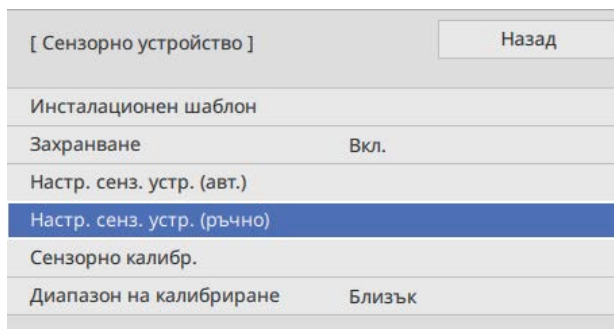 [ Сензорно устройство ] Назад
Инсталационен шаблон
Захранване Вкл.
Настр. сенз. устр. (авт.)
Настр. сенз. устр. (ръчно)
Сензорно калибр.
Диапазон на калибриране Близък